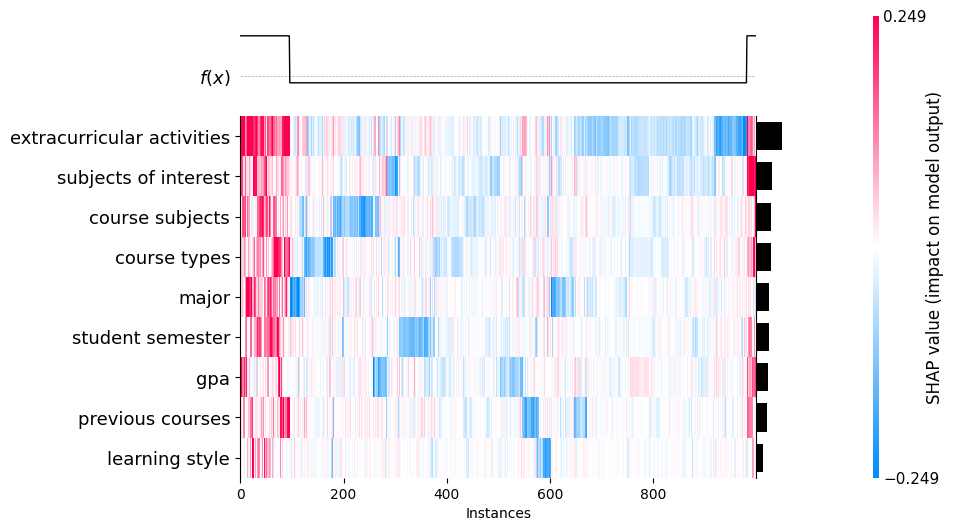 0.249
f(x)
extracurricular activities
subjects of interest
course subjects
course types
major
student semester
gpa
previous courses
learning style
0 200 400 600 800
Instances
−0.249
SHAP value (impact on model output)